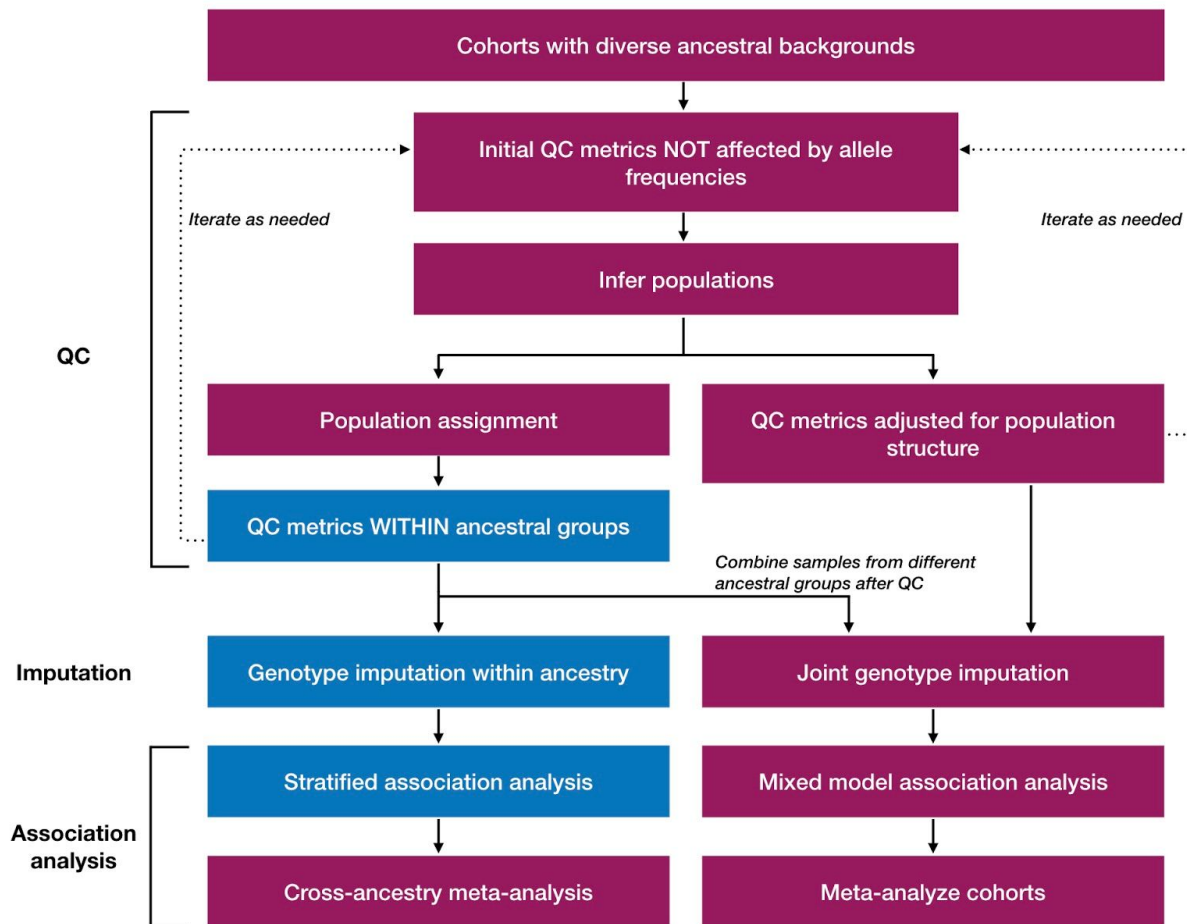 Cohorts with diverse ancestral backgrounds
Initial QC metrics NOT affected by allele
frequencies
Iterate as needed
Iterate as needed
Infer populations
QC
Population assignment
QC metrics adjusted for population
structure
QC metrics WITHIN ancestral groups
Combine samples from different
ancestral groups after QC
Imputation
Genotype imputation within ancestry
Joint genotype imputation
Stratified association analysis
Mixed model association analysis
Association
analysis
Cross-ancestry meta-analysis
Meta-analyze cohorts